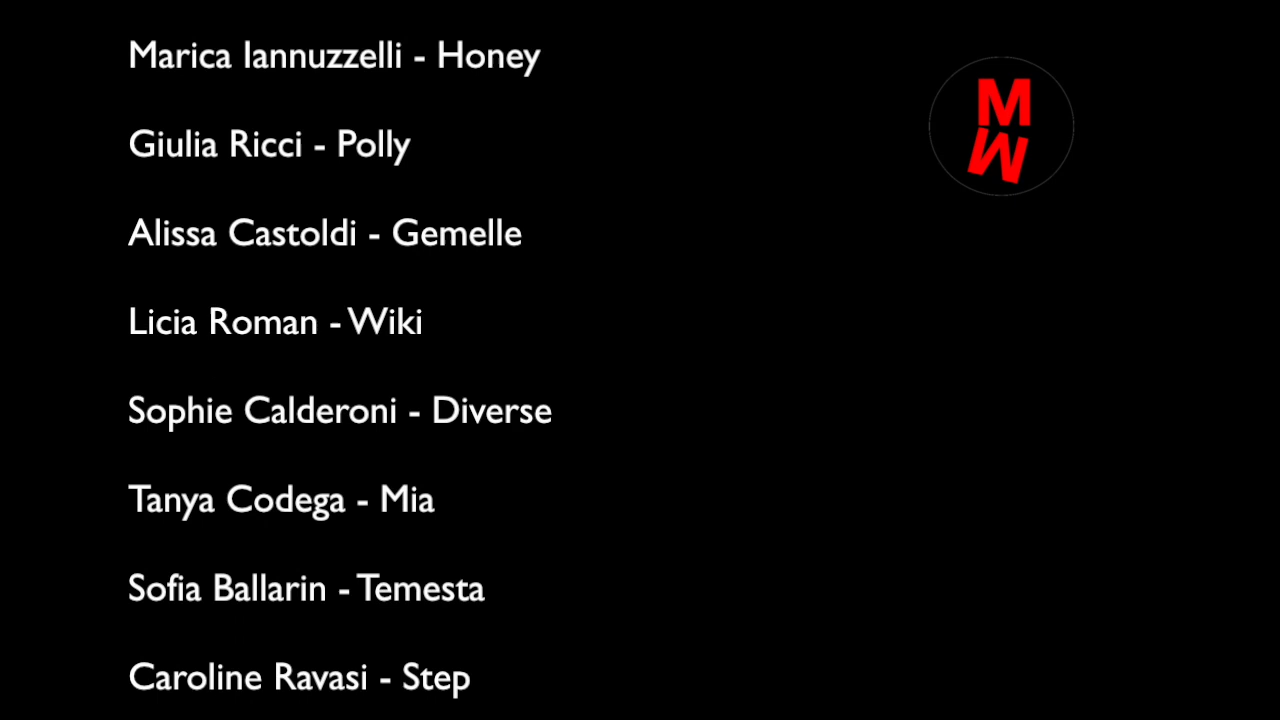 Marica Iannuzzelli - Honey
Giulia Ricci - Polly
Alissa Castoldi - Gemelle
Licia Roman - Wiki
Sophie Calderoni - Diverse
Tanya Codega - Mia
Sofia Ballarin - Temesta
Caroline Ravasi - Step
M
M